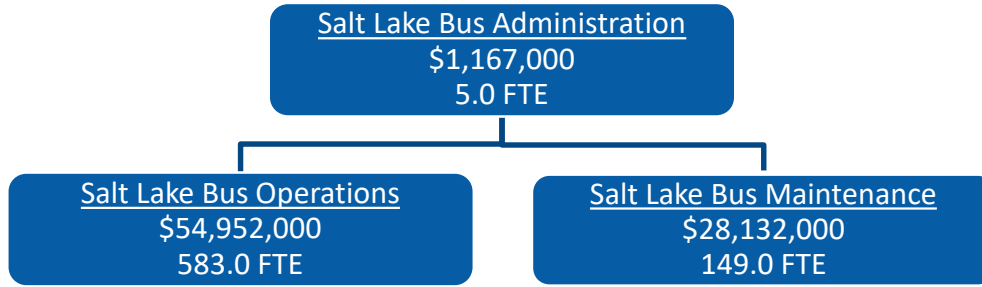 Salt Lake Bus Administration
$1,167,000
5.0 FTE
Salt Lake Bus Operations
$54,952,000
583.0 FTE
Salt Lake Bus Maintenance
$28,132,000
149.0 FTE